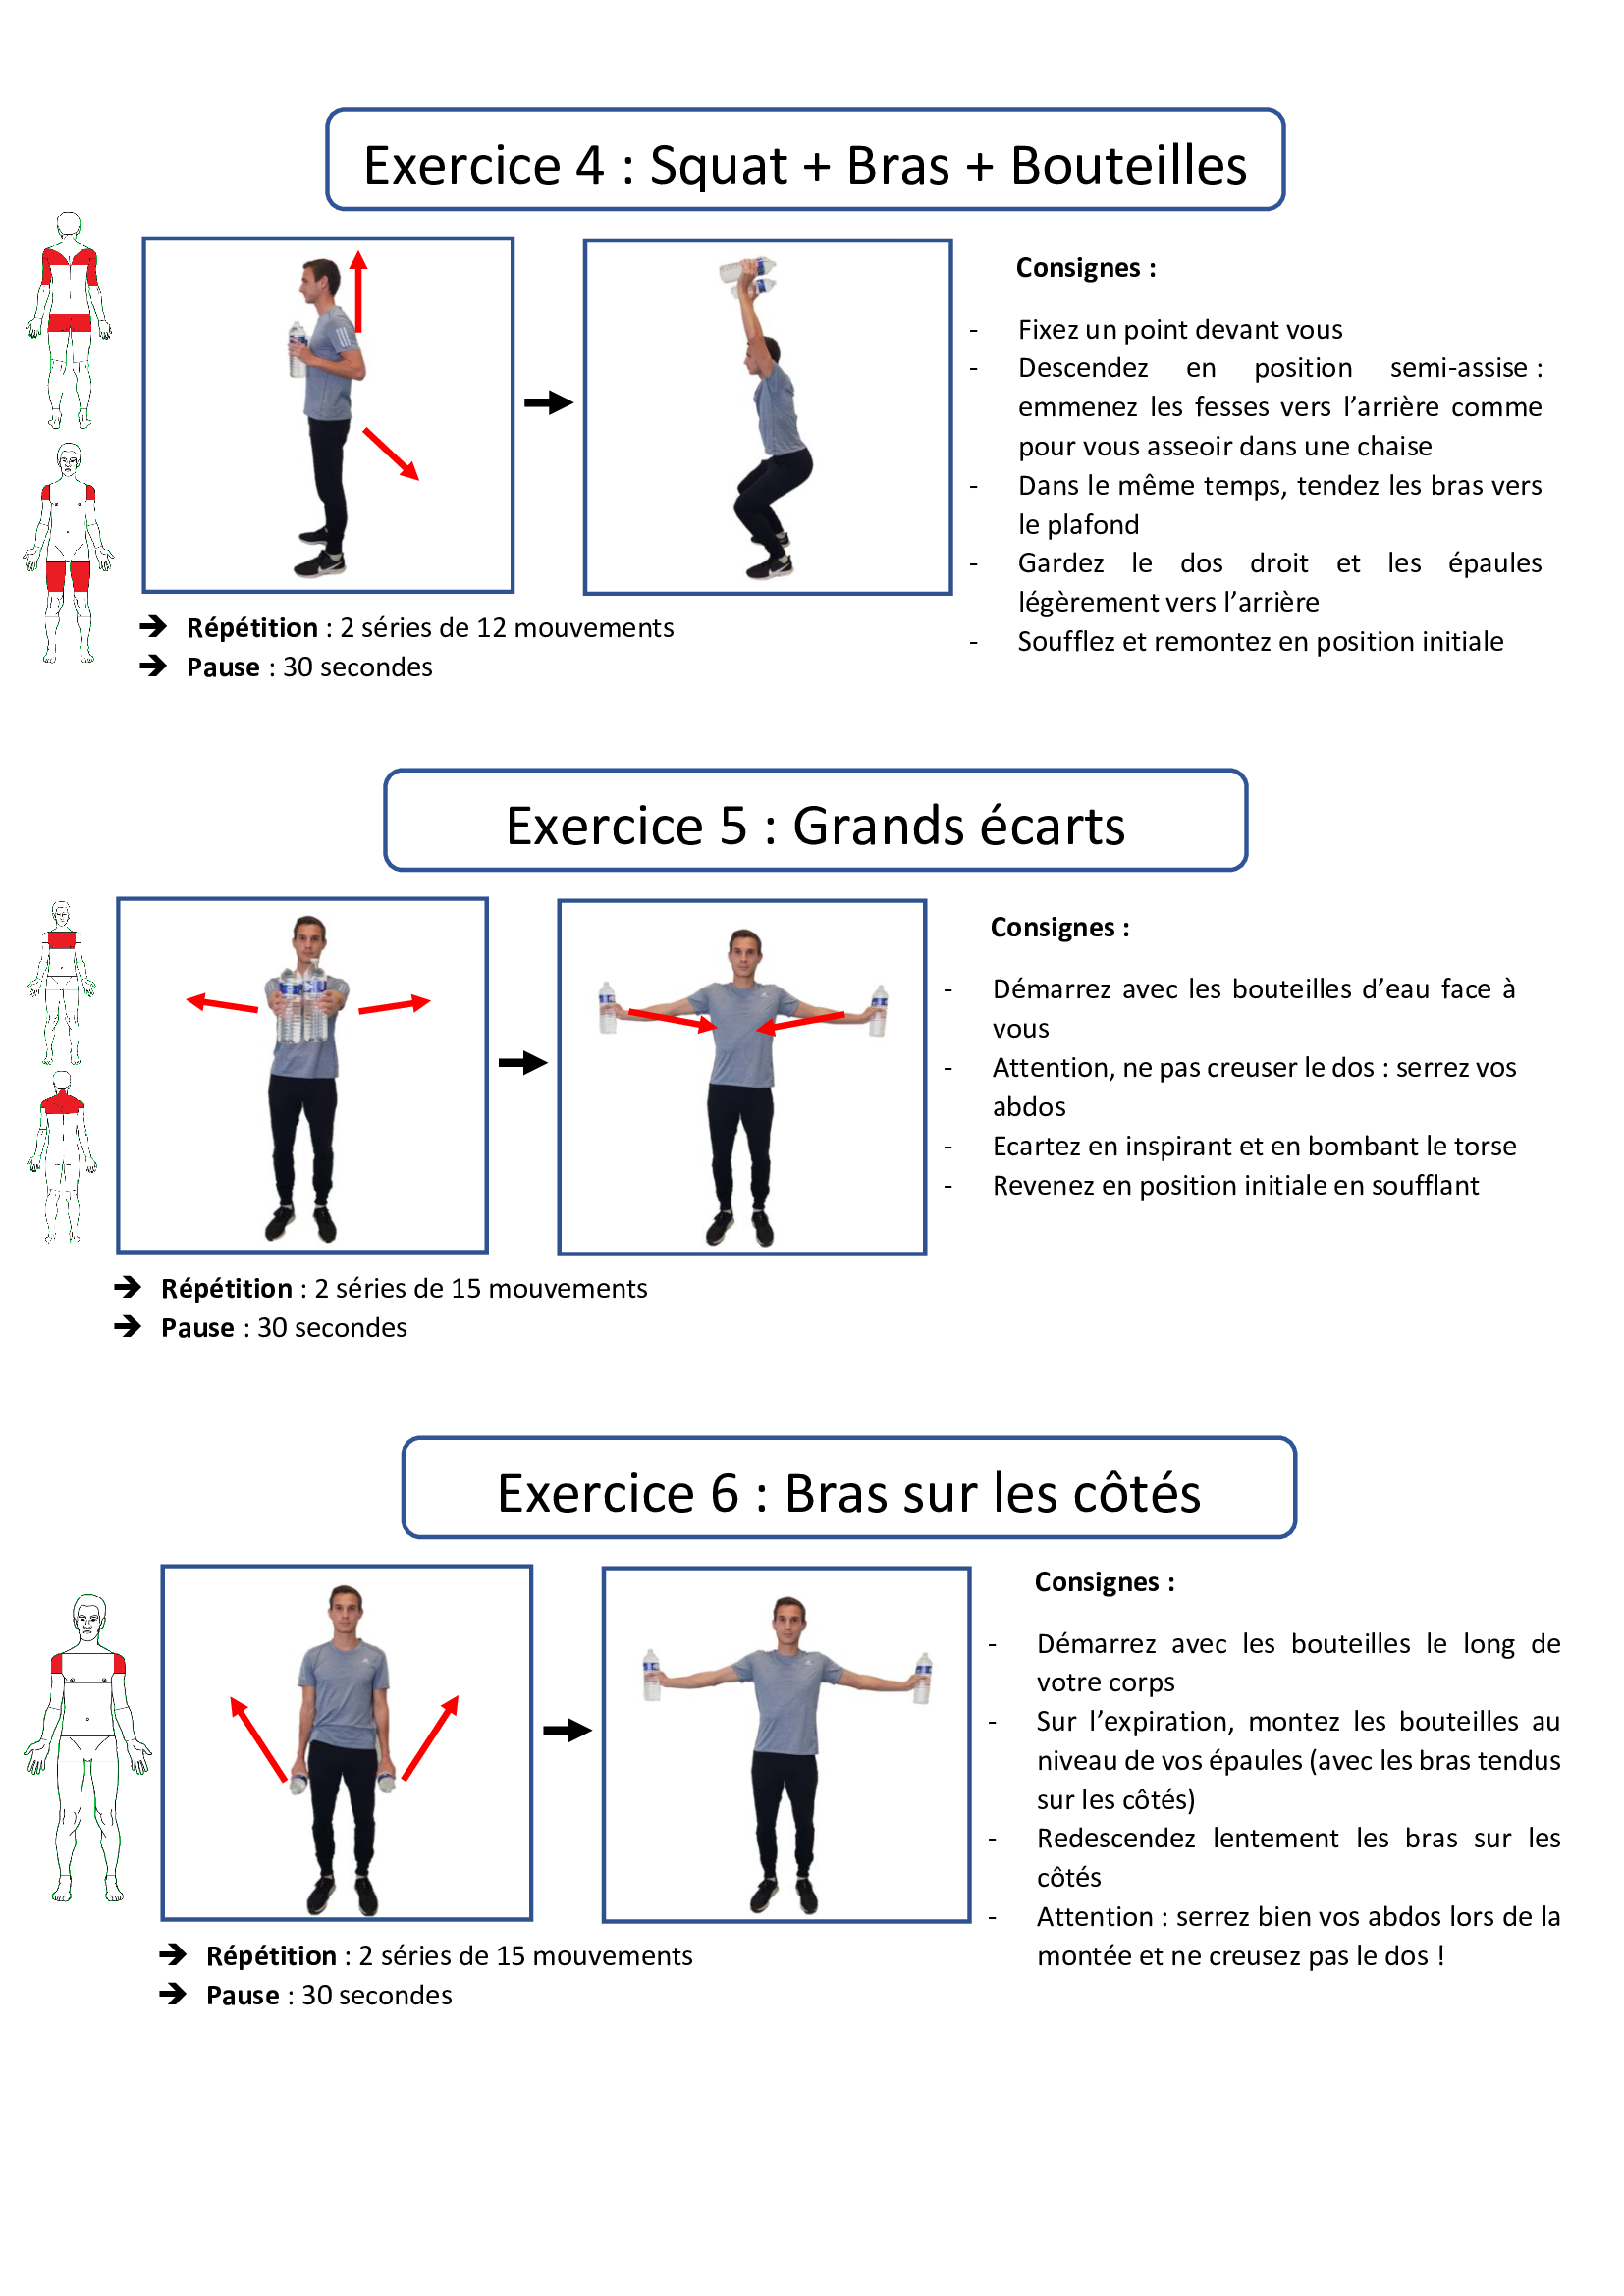 Exercice 4 : Squat + Bras + Bouteilles
Consignes :
- Fixez un point devant vous
- Descendez en position semi-assise :
emmenez les fesses vers l’arrière comme
pour vous asseoir dans une chaise
- Dans le même temps, tendez les bras vers
le plafond
- Gardez le dos droit et les épaules
légèrement vers l’arrière
- Soufflez et remontez en position initiale
➔ Répétition : 2 séries de 12 mouvements
➔ Pause : 30 secondes
Exercice 5 : Grands écarts
Consignes :
- Démarrez avec les bouteilles d’eau face à
vous
- Attention, ne pas creuser le dos : serrez vos
abdos
- Ecartez en inspirant et en bombant le torse
- Revenez en position initiale en soufflant
➔ Répétition : 2 séries de 15 mouvements
➔ Pause : 30 secondes
Exercice 6 : Bras sur les côtés
Consignes :
- Démarrez avec les bouteilles le long de
votre corps
- Sur l’expiration, montez les bouteilles au
niveau de vos épaules (avec les bras tendus
sur les côtés)
- Redescendez lentement les bras sur les
côtés
- Attention : serrez bien vos abdos lors de la
montée et ne creusez pas le dos !
➔ Répétition : 2 séries de 15 mouvements
➔ Pause : 30 secondes